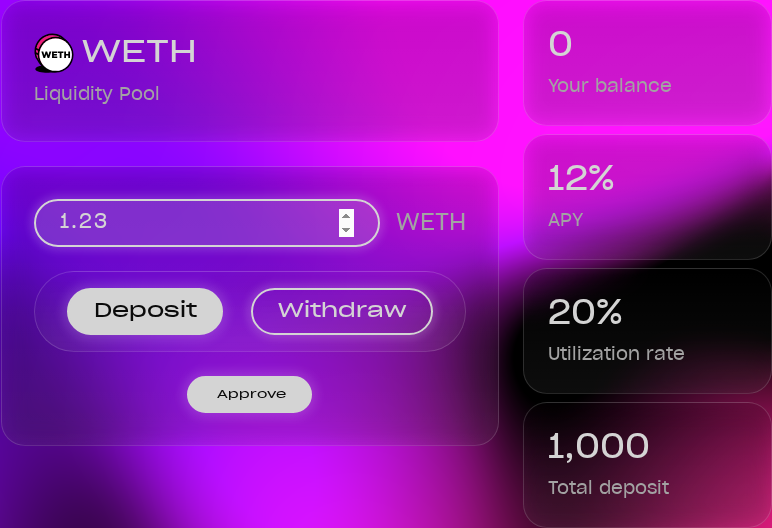 WETH
WETH
Liquidity Pool
1.23
WETH
Deposit
Withdraw
Approve
0
Your balance
12%
APY
20%
Utilization rate
1,000
Total deposit